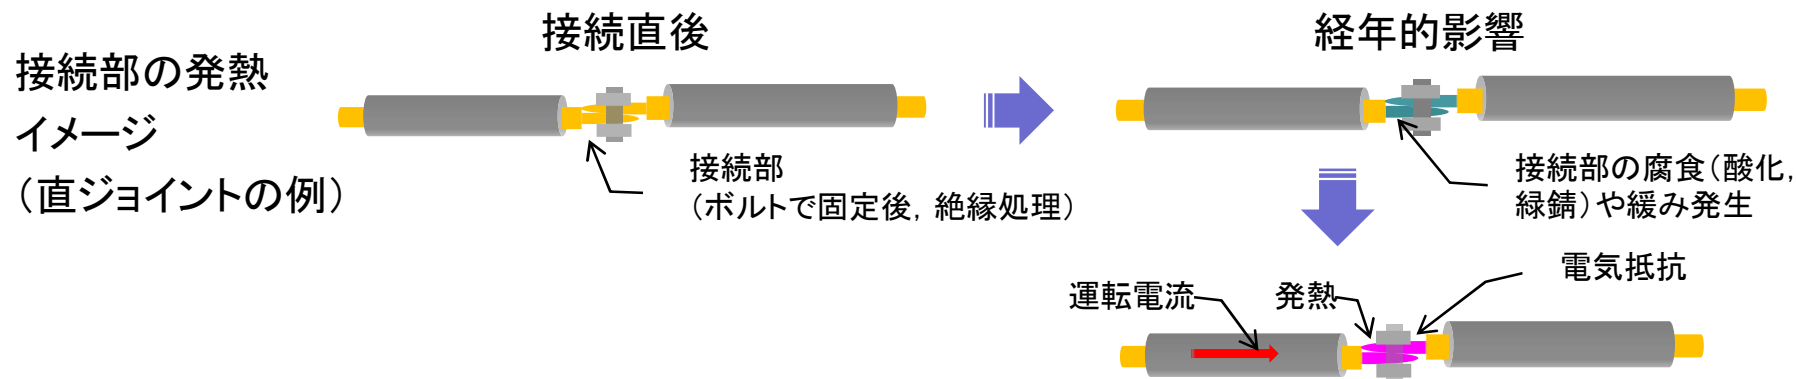 接続部の発熱
イメージ
（直ジョイントの例）
接続直後
接続部
（ボルトで固定後，絶縁処理）
経年的影響
接続部の腐食（酸化，
緑錆）や緩み発生
運転電流
発熱
電気抵抗